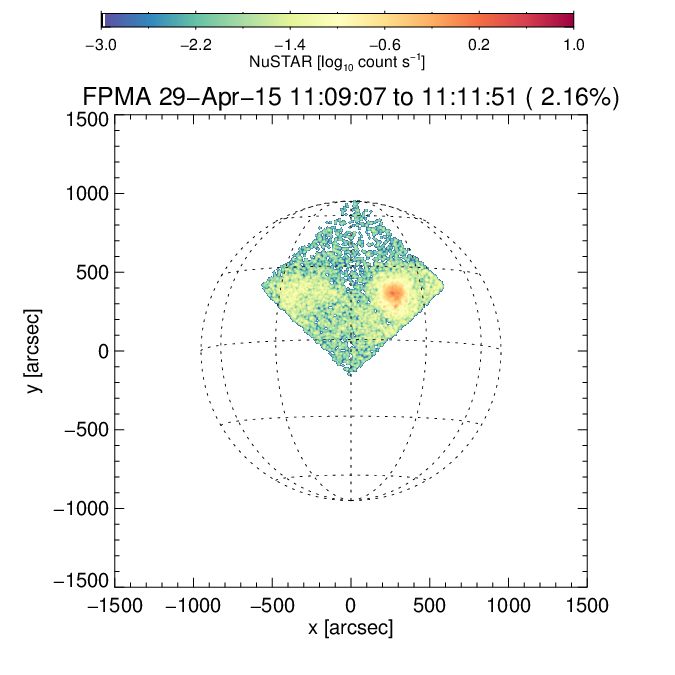 −3.0 −2.2 −1.4 −0.6 0.2 1.0
NuSTAR [log₁₀ count s⁻¹]
FPMA 29−Apr−15 11:09:07 to 11:11:51 ( 2.16%)
1500
1000
500
0
−500
−1000
−1500
y [arcsec]
−1500 −1000 −500 0 500 1000 1500
x [arcsec]